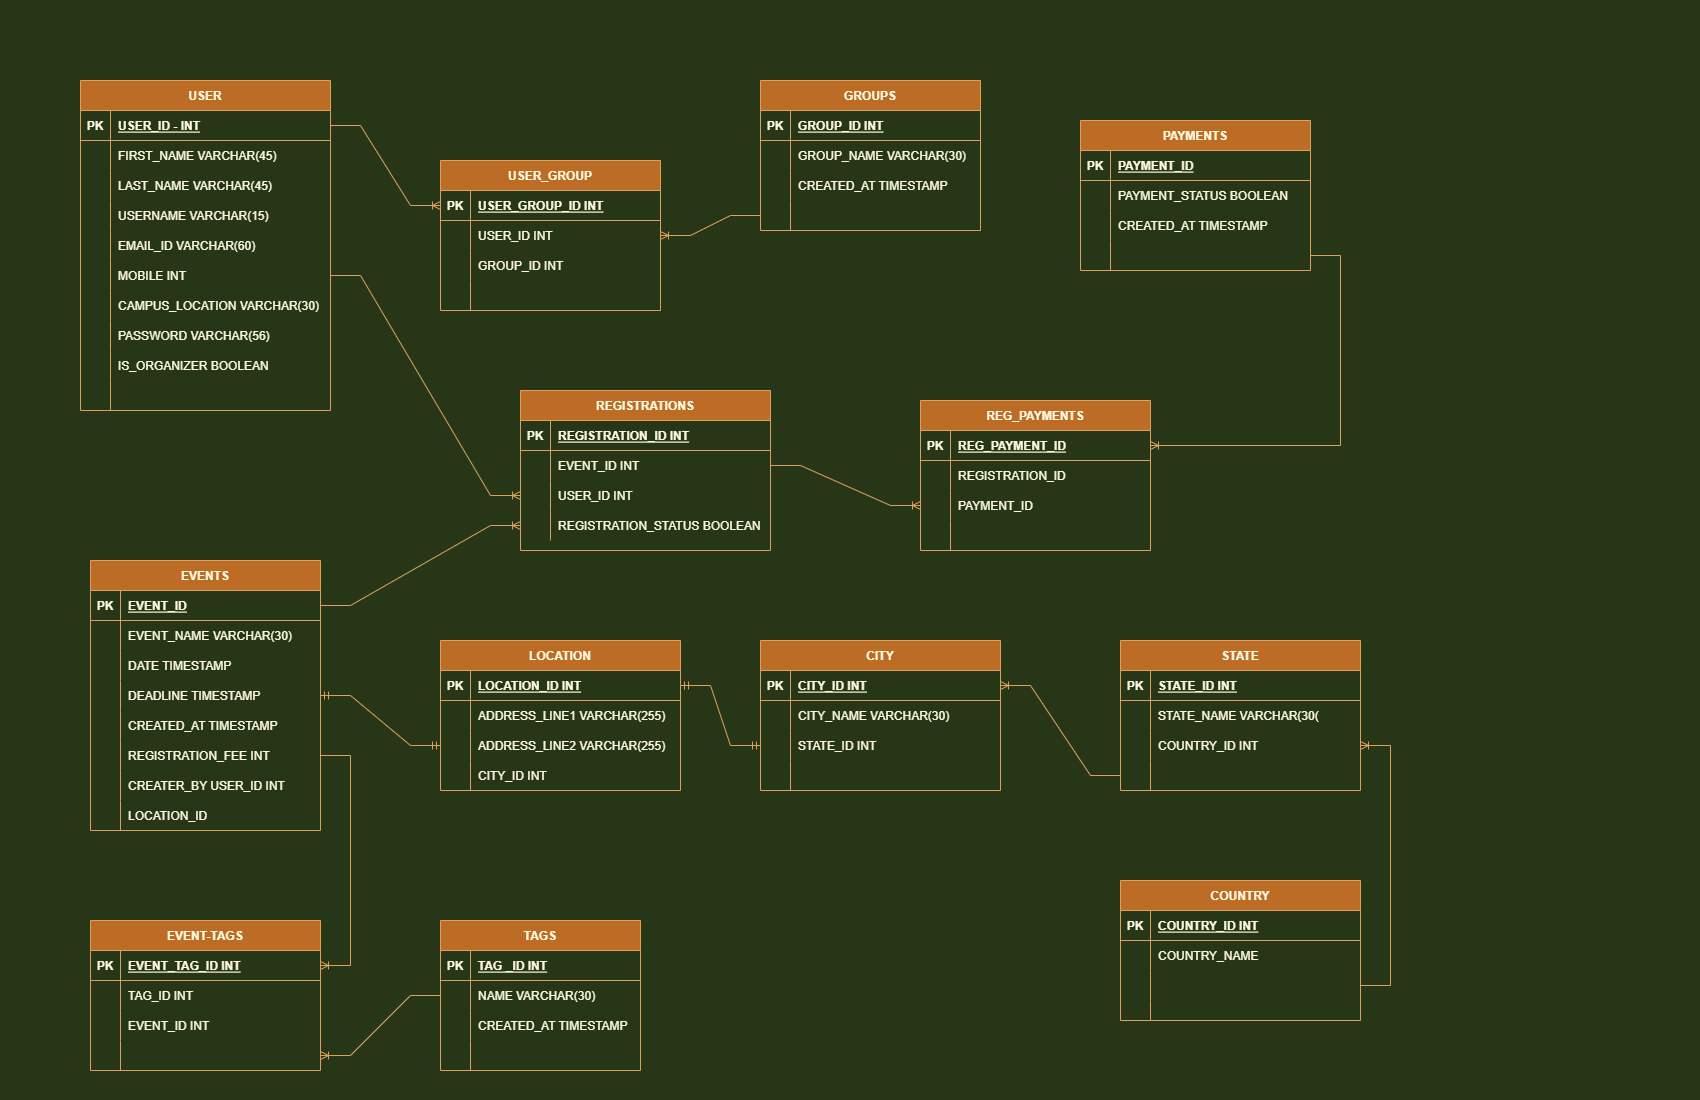 USER
PK USER_ID - INT
FIRST_NAME VARCHAR(45)
LAST_NAME VARCHAR(45)
USERNAME VARCHAR(15)
EMAIL_ID VARCHAR(60)
MOBILE INT
CAMPUS_LOCATION VARCHAR(30)
PASSWORD VARCHAR(56)
IS_ORGANIZER BOOLEAN
USER_GROUP
PK USER_GROUP_ID INT
USER_ID INT
GROUP_ID INT
GROUPS
PK GROUP_ID INT
GROUP_NAME VARCHAR(30)
CREATED_AT TIMESTAMP
PAYMENTS
PK PAYMENT_ID
PAYMENT_STATUS BOOLEAN
CREATED_AT TIMESTAMP
REGISTRATIONS
PK REGISTRATION_ID INT
EVENT_ID INT
USER_ID INT
REGISTRATION_STATUS BOOLEAN
REG_PAYMENTS
PK REG_PAYMENT_ID
REGISTRATION_ID
PAYMENT_ID
EVENTS
PK EVENT_ID
EVENT_NAME VARCHAR(30)
DATE TIMESTAMP
DEADLINE TIMESTAMP
CREATED_AT TIMESTAMP
REGISTRATION_FEE INT
CREATER_BY USER_ID INT
LOCATION_ID
LOCATION
PK LOCATION_ID INT
ADDRESS_LINE1 VARCHAR(255)
ADDRESS_LINE2 VARCHAR(255)
CITY_ID INT
CITY
PK CITY_ID INT
CITY_NAME VARCHAR(30)
STATE_ID INT
STATE
PK STATE_ID INT
STATE_NAME VARCHAR(30(
COUNTRY_ID INT
COUNTRY
PK COUNTRY_ID INT
COUNTRY_NAME
EVENT-TAGS
PK EVENT_TAG_ID INT
TAG_ID INT
EVENT_ID INT
TAGS
PK TAG _ID INT
NAME VARCHAR(30)
CREATED_AT TIMESTAMP